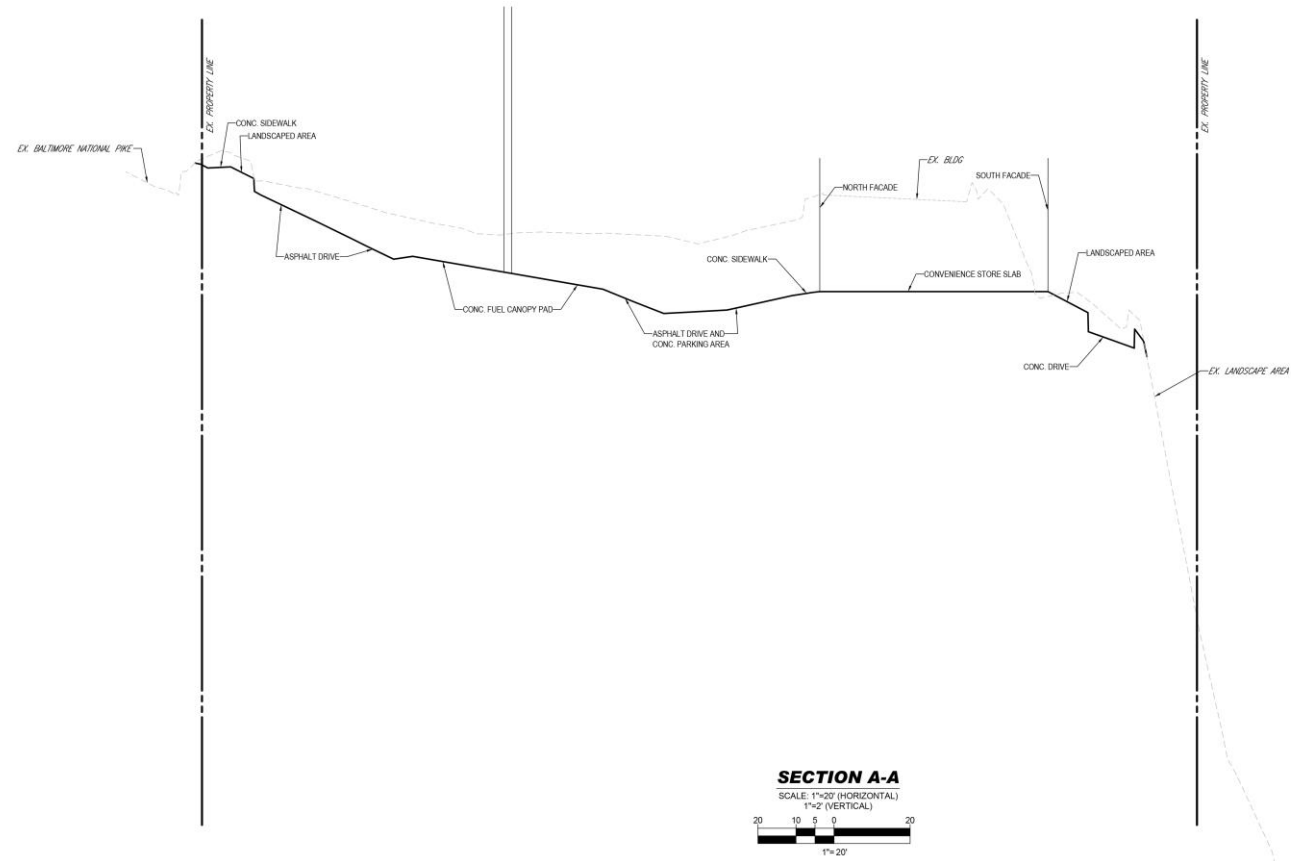 EX. PROPERTY LINE
EX. PROPERTY LINE
CONC. SIDEWALK
LANDSCAPED AREA
EX. BALTIMORE NATIONAL PIKE
EX. BLDG
SOUTH FACADE
NORTH FACADE
ASPHALT DRIVE
CONC. SIDEWALK
LANDSCAPED AREA
CONVENIENCE STORE SLAB
CONC. FUEL CANOPY PAD
ASPHALT DRIVE AND
CONC. PARKING AREA
CONC. DRIVE
EX. LANDSCAPE AREA
SECTION A-A
SCALE: 1"=20' (HORIZONTAL)
1"=2' (VERTICAL)
20 10 5 0 20
1"= 20'